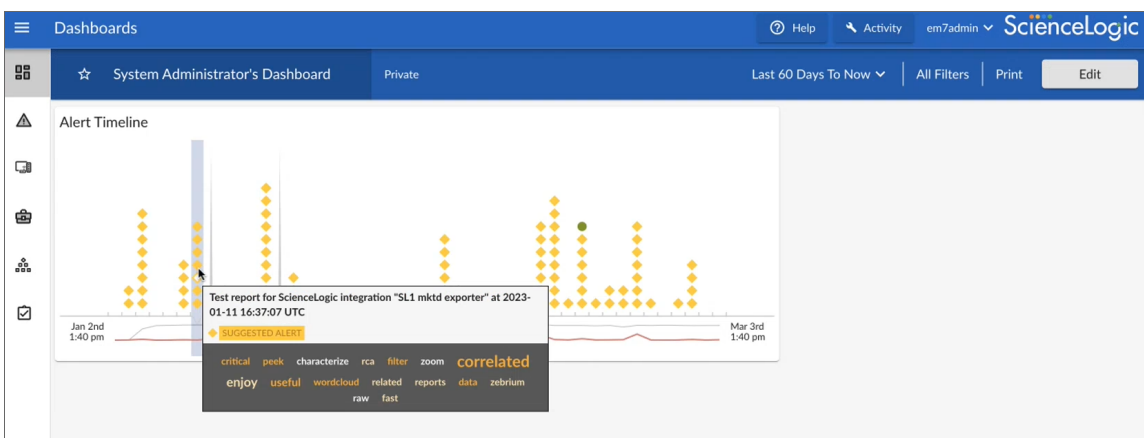 Dashboards
Help
Activity
em7admin
ScienceLogic
System Administrator's Dashboard
Private
Last 60 Days To Now
All Filters
Print
Edit
Alert Timeline
Test report for ScienceLogic integration "SL1 mktd exporter" at 2023-
01-11 16:37:07 UTC
SUGGESTED ALERT
critical peek characterize rca filter zoom correlated
enjoy useful wordcloud related reports data zebrium
raw fast
Jan 2nd
1:40 pm
Mar 3rd
1:40 pm